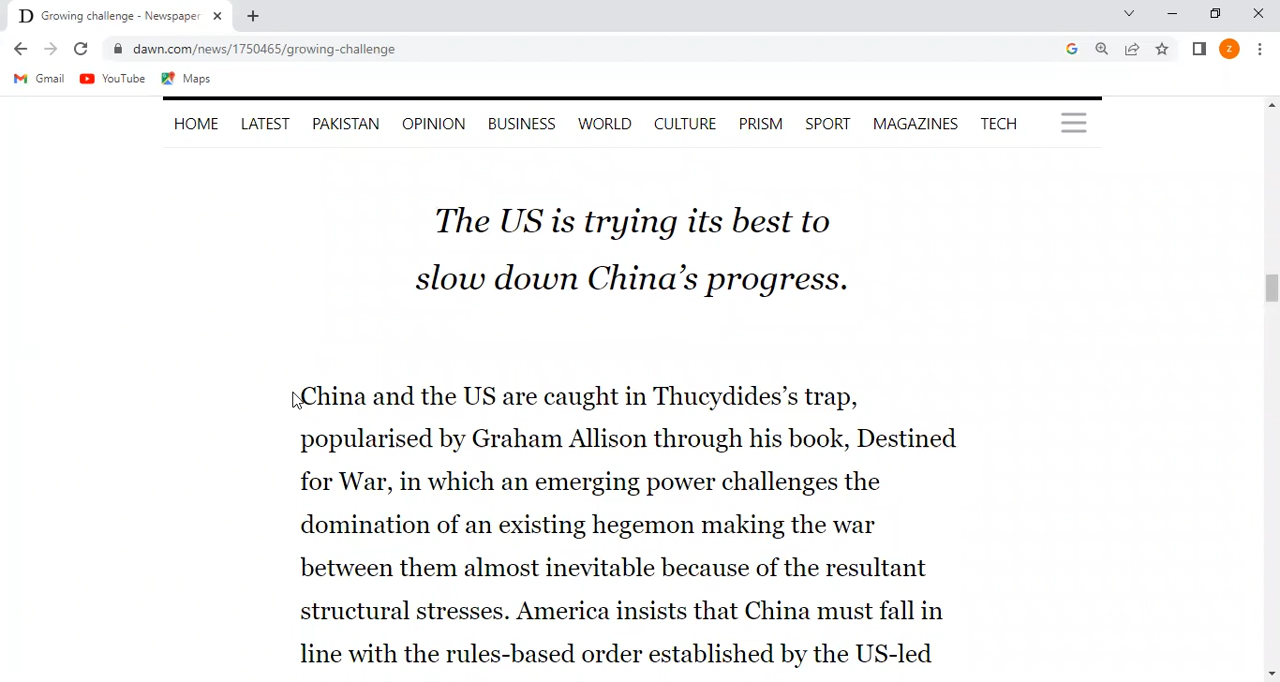 Growing challenge - Newspaper
dawn.com/news/1750465/growing-challenge
Z
Gmail YouTube Maps
HOME LATEST PAKISTAN OPINION BUSINESS WORLD CULTURE PRISM SPORT MAGAZINES TECH
The US is trying its best to
slow down China’s progress.
China and the US are caught in Thucydides’s trap,
popularised by Graham Allison through his book, Destined
for War, in which an emerging power challenges the
domination of an existing hegemon making the war
between them almost inevitable because of the resultant
structural stresses. America insists that China must fall in
line with the rules-based order established by the US-led